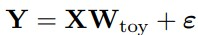 Y = XW_toy + ε